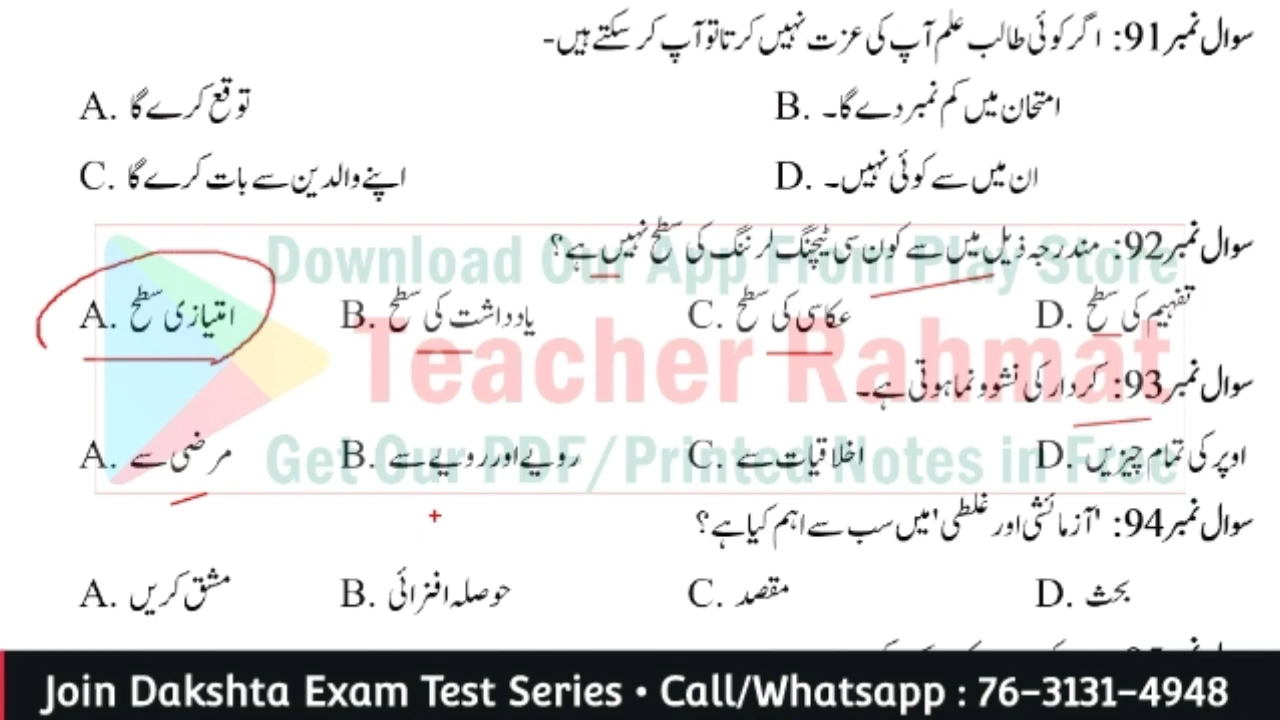 سوال نمبر91: اگر کوئی طالب علم آپ کی عزت نہیں کرتا تو آپ کر سکتے ہیں-
A. توقع کرے گا B. امتحان میں کم نمبر دے گا۔
C. اپنے والدین سے بات کرے گا D. ان میں سے کوئی نہیں۔
سوال نمبر92: مندرجہ ذیل میں سے کون سی ٹیچنگ لرننگ کی سطح نہیں ہے؟
Download Our App From Play Store
A. امتیازی سطح B. یادداشت کی سطح C. عکاسی کی سطح D. تفہیم کی سطح
Teacher Rahmat
سوال نمبر93: کردار کی نشوونما ہوتی ہے۔
A. مرضی سے B. رویے اور رویے سے C. اخلاقیات سے D. اوپر کی تمام چیزیں
Get Our PDF/Printed Notes in Free
سوال نمبر94: 'آزمائشی اور غلطی' میں سب سے اہم کیا ہے؟
A. مشق کریں B. حوصلہ افزائی C. مقصد D. بحث
Join Dakshta Exam Test Series • Call/Whatsapp : 76-3131-4948